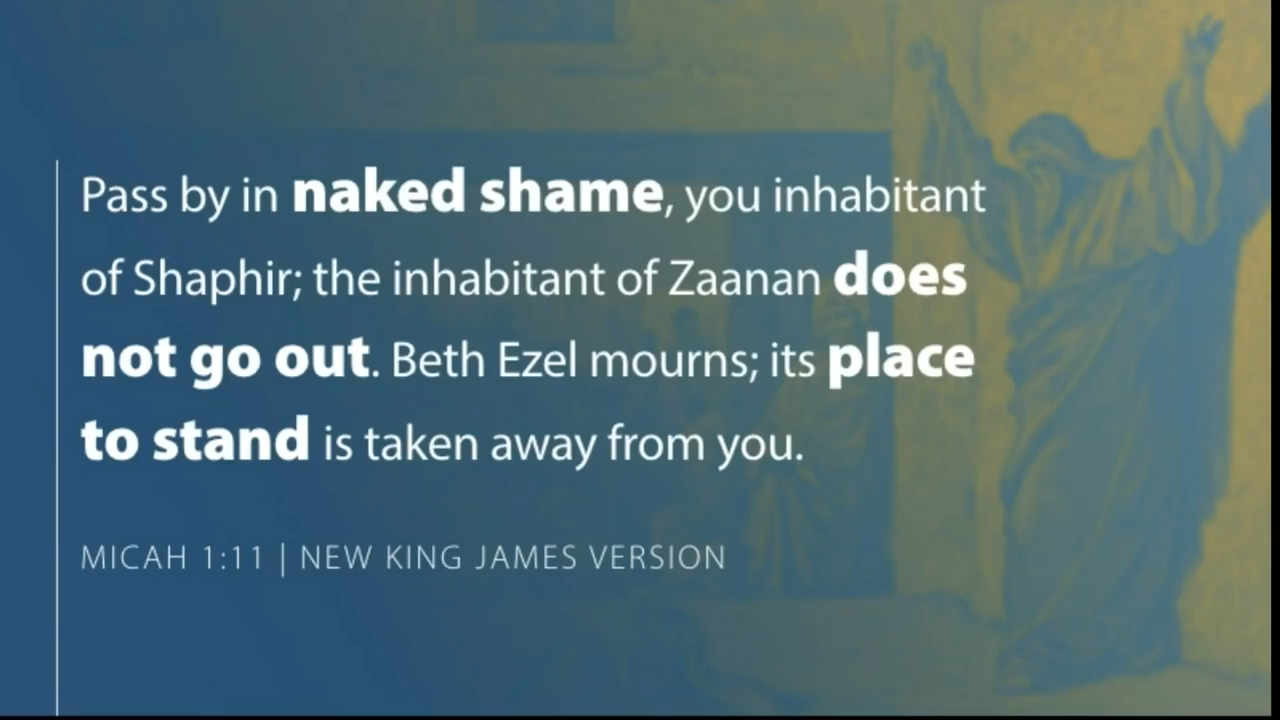 Pass by in naked shame, you inhabitant
of Shaphir; the inhabitant of Zaanan does
not go out. Beth Ezel mourns; its place
to stand is taken away from you.
MICAH 1:11 | NEW KING JAMES VERSION